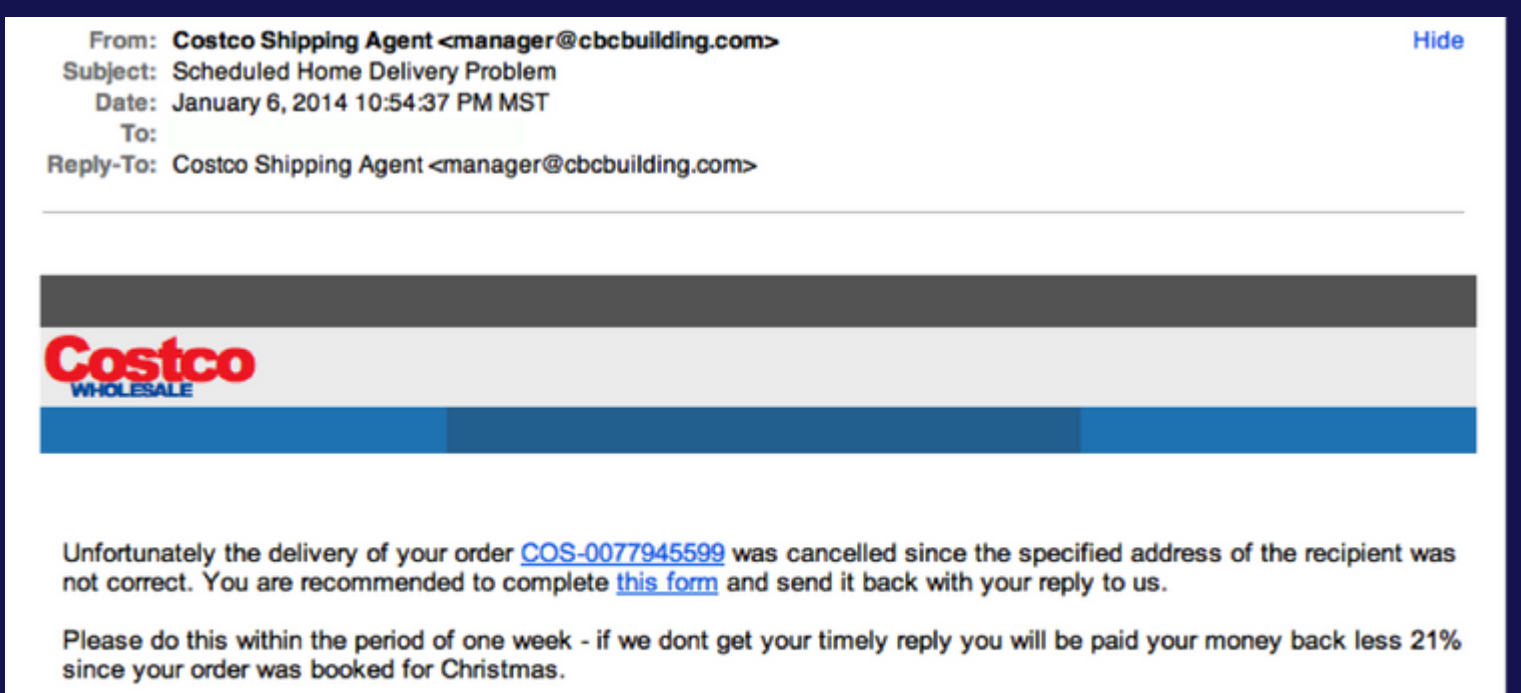 From: Costco Shipping Agent <manager@cbcbuilding.com> Hide
Subject: Scheduled Home Delivery Problem
Date: January 6, 2014 10:54:37 PM MST
To:
Reply-To: Costco Shipping Agent <manager@cbcbuilding.com>
Costco
WHOLESALE
Unfortunately the delivery of your order COS-0077945599 was cancelled since the specified address of the recipient was
not correct. You are recommended to complete this form and send it back with your reply to us.
Please do this within the period of one week - if we dont get your timely reply you will be paid your money back less 21%
since your order was booked for Christmas.